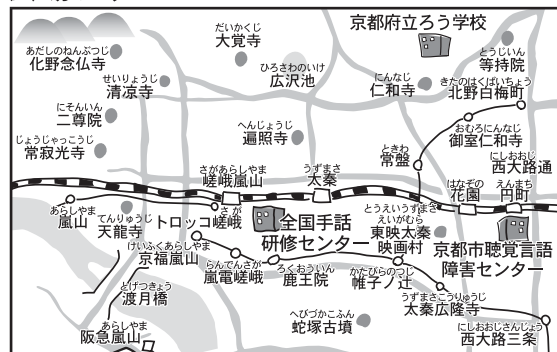 京都府立ろう学校
だいかくじ
大覚寺
あだしのねんぶつじ
化野念仏寺
とうじいん
等持院
せいりょうじ
清凉寺
ひろさわのいけ
広沢池
にんなじ
仁和寺
きたのはくばいちょう
北野白梅町
にそんいん
二尊院
おむろにんなじ
御室仁和寺
じょうじゃっこうじ
常寂光寺
へんじょうじ
遍照寺
ときわ
常盤
にしおおじ
西大路通
さがあらしやま
嵯峨嵐山
うずまさ
太秦
はなぞの
花園
えんまち
円町
あらしやま
嵐山
てんりゅうじ
天龍寺
さが
トロッコ嵯峨
全国手話
研修センター
とうえいうずまさ
えいがむら
東映太秦
映画村
京都市聴覚言語
障害センター
けいふくあらしやま
京福嵐山
らんでんさが
嵐電嵯峨
ろくおういん
鹿王院
かたびらのつじ
帷子ノ辻
うずまさこうりゅうじ
太秦広隆寺
とげつきょう
渡月橋
へびづかこふん
蛇塚古墳
あらしやま
阪急嵐山
にしおおじさんじょう
西大路三条